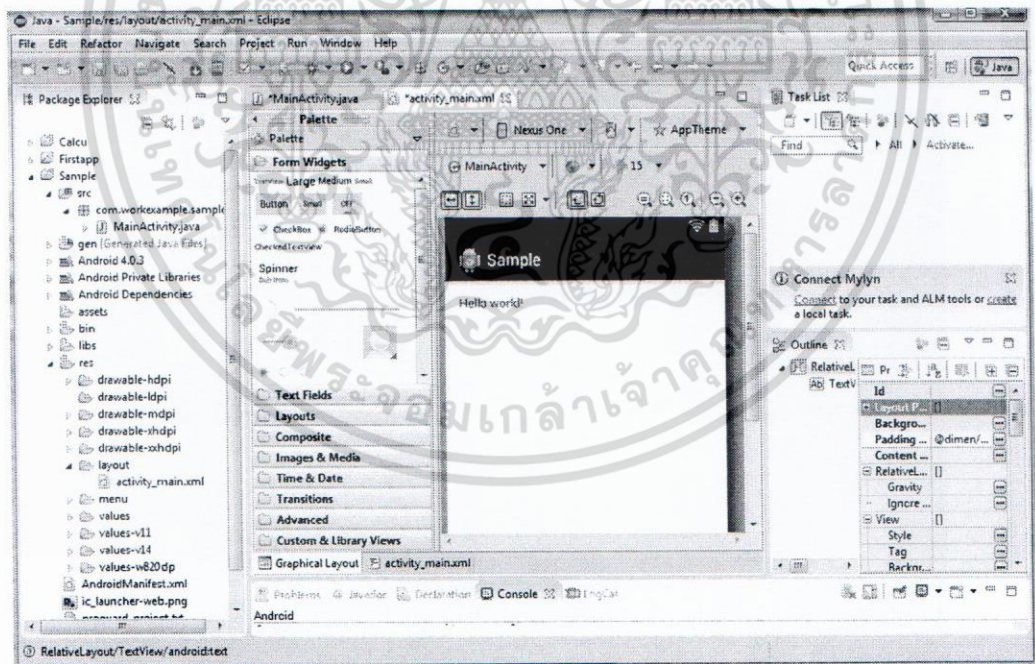 Java - Sample/res/layout/activity_main.xml - Eclipse
File Edit Refactor Navigate Search Project Run Window Help
Quick Access
Java
Package Explorer
Calcu
Firstapp
Sample
src
com.workexample.sample
MainActivity.java
gen [Generated Java Files]
Android 4.0.3
Android Private Libraries
Android Dependencies
assets
bin
libs
res
drawable-hdpi
drawable-ldpi
drawable-mdpi
drawable-xhdpi
drawable-xxhdpi
layout
activity_main.xml
menu
values
values-v11
values-v14
values-w820dp
AndroidManifest.xml
ic_launcher-web.png
*MainActivity.java
*activity_main.xml
Palette
Palette
Form Widgets
Large Medium Small
Button Small OFF
CheckBox RadioButton
CheckedTextView
Spinner
Text Fields
Layouts
Composite
Images & Media
Time & Date
Transitions
Advanced
Custom & Library Views
Graphical Layout
activity_main.xml
Nexus One
AppTheme
MainActivity
15
Sample
Hello world!
Task List
Find
All
Activate...
Connect Mylyn
Connect to your task and ALM tools or create
a local task.
Outline
RelativeL
TextV
Pr
Id
Layout P... []
Backgro...
Padding ... @dimen/...
Content ...
RelativeL... []
Gravity
Ignore ...
View []
Style
Tag
Backgr...
Problems
Javadoc
Declaration
Console
LogCat
Android
RelativeLayout/TextView/android:text